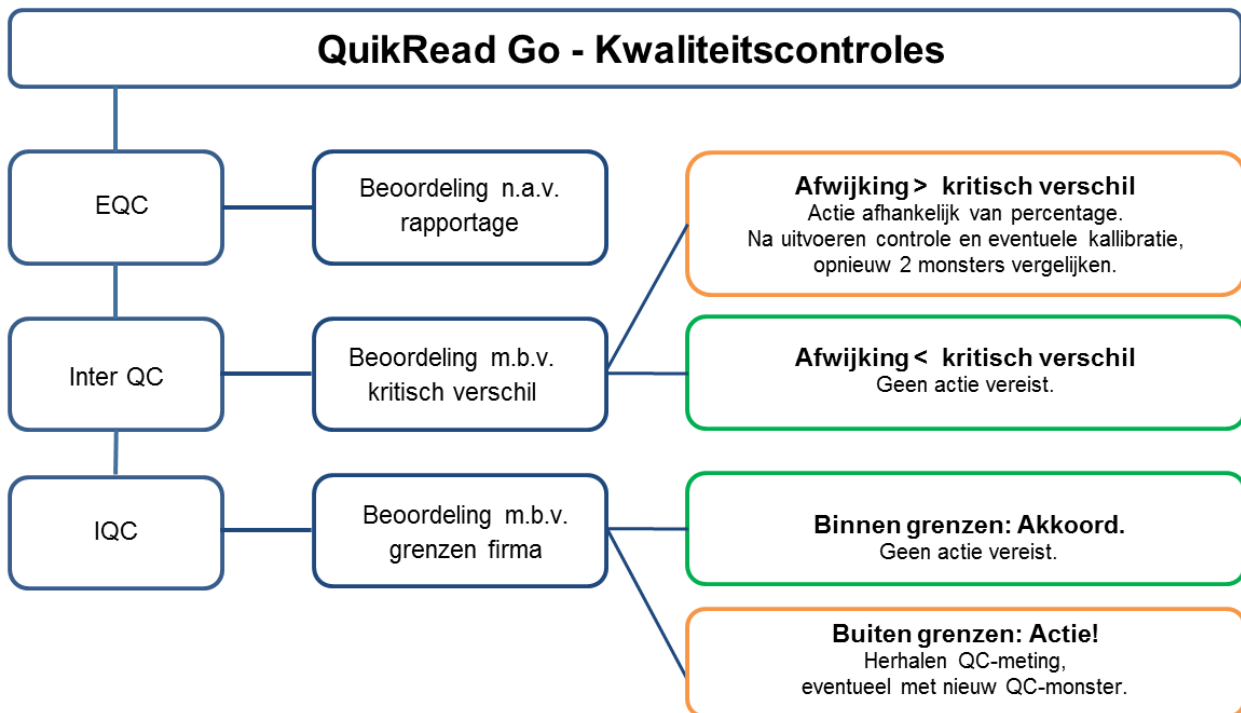 QuikRead Go - Kwaliteitscontroles
EQC
Beoordeling n.a.v.
rapportage
Afwijking > kritisch verschil
Actie afhankelijk van percentage.
Na uitvoeren controle en eventuele kallibratie,
opnieuw 2 monsters vergelijken.
Inter QC
Beoordeling m.b.v.
kritisch verschil
Afwijking < kritisch verschil
Geen actie vereist.
IQC
Beoordeling m.b.v.
grenzen firma
Binnen grenzen: Akkoord.
Geen actie vereist.
Buiten grenzen: Actie!
Herhalen QC-meting,
eventueel met nieuw QC-monster.